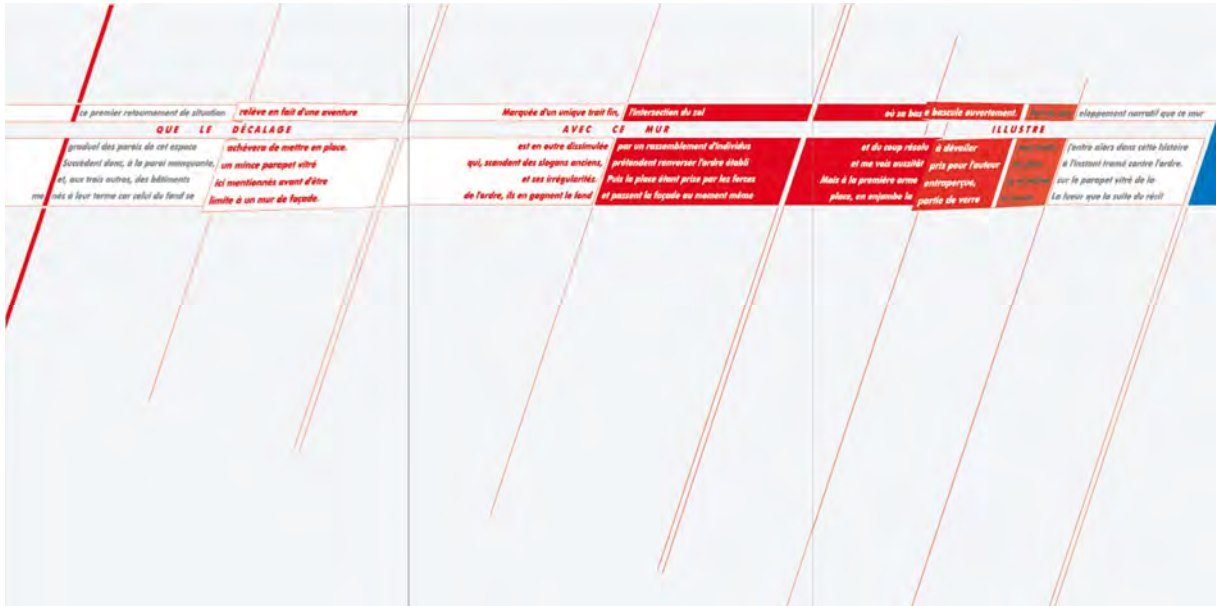 ce premier retournement de situation relève en fait d'une aventure Marquée d'un unique trait fin, l'intersection du sol où sa bas e bascule ouvertement. eloppement narratif que ce mur
QUE LE DÉCALAGE AVEC CE MUR ILLUSTRE
graduel des parois de cet espace achèvera de mettre en place. est en outre dissimulée par un rassemblement d'individus et du coup résolu à dévoiler j'entre alors dans cette histoire
Succèdent donc, à la paroi manquante, un mince parapet vitré qui, scandent des slogans anciens, prétendent renverser l'ordre établi et me vois aussitôt pris pour l'auteur à l'instant tramé contre l'ordre.
et, aux trois autres, des bâtiments ici mentionnés avant d'être et ses irrégularités. Puis la place étant prise par les forces Mais à la première arme entraperçue, sur le parapet vitré de la
me nés à leur terme car celui du fond se limite à un mur de façade. de l'ordre, ils en gagnent le fond et passent la façade au moment même place, en enjambe la partie de verre La lueur que la suite du récit